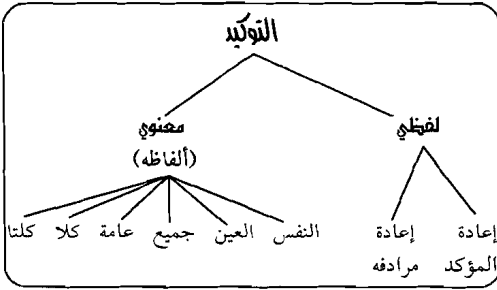 التوكيد
لفظي معنوي
(ألفاظه)
إعادة إعادة النفس العين جميع عامة كلا كلتا
المؤكد مرادفه